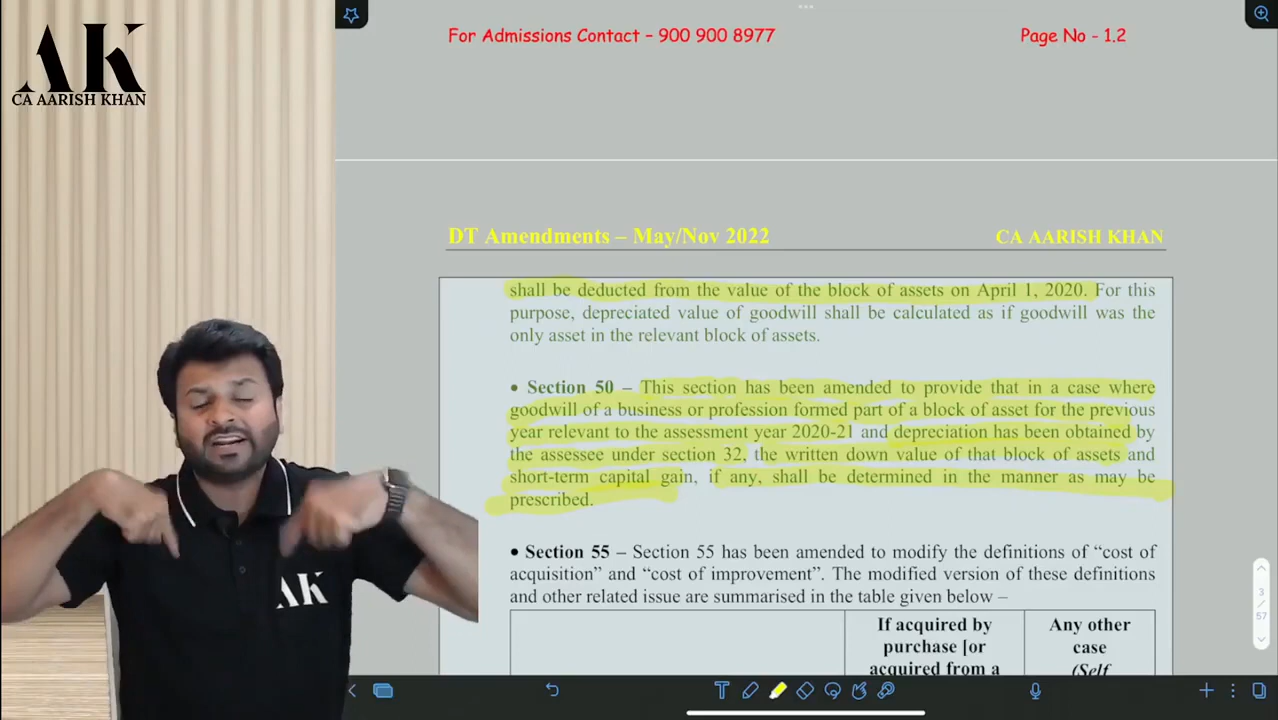 AK
CA AARISH KHAN
For Admissions Contact – 900 900 8977
Page No - 1.2
DT Amendments – May/Nov 2022
CA AARISH KHAN
shall be deducted from the value of the block of assets on April 1, 2020. For this
purpose, depreciated value of goodwill shall be calculated as if goodwill was the
only asset in the relevant block of assets.
• Section 50 – This section has been amended to provide that in a case where
goodwill of a business or profession formed part of a block of asset for the previous
year relevant to the assessment year 2020-21 and depreciation has been obtained by
the assessee under section 32, the written down value of that block of assets and
short-term capital gain, if any, shall be determined in the manner as may be
prescribed.
• Section 55 – Section 55 has been amended to modify the definitions of “cost of
acquisition” and “cost of improvement”. The modified version of these definitions
and other related issue are summarised in the table given below –
If acquired by
purchase [or
acquired from a
Any other
case
(Self
AK
3
/
57
T